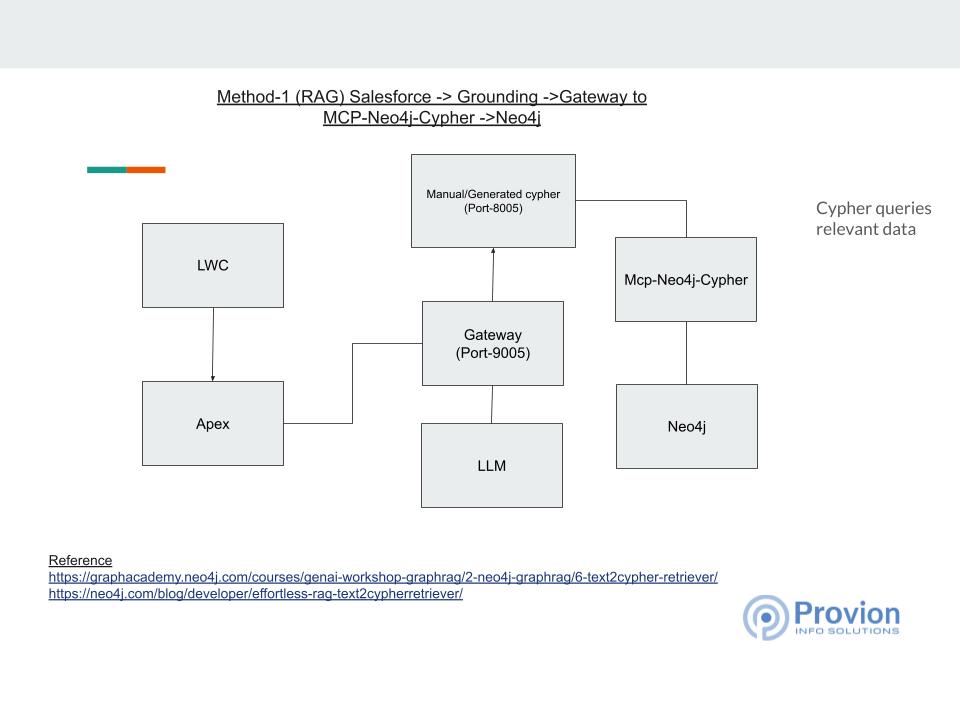 Method-1 (RAG) Salesforce -> Grounding ->Gateway to
MCP-Neo4j-Cypher ->Neo4j
Manual/Generated cypher
(Port-8005)
Cypher queries
relevant data
LWC
Mcp-Neo4j-Cypher
Gateway
(Port-9005)
Apex
Neo4j
LLM
Reference
https://graphacademy.neo4j.com/courses/genai-workshop-graphrag/2-neo4j-graphrag/6-text2cypher-retriever/
https://neo4j.com/blog/developer/effortless-rag-text2cypherretriever/
Provion
INFO SOLUTIONS